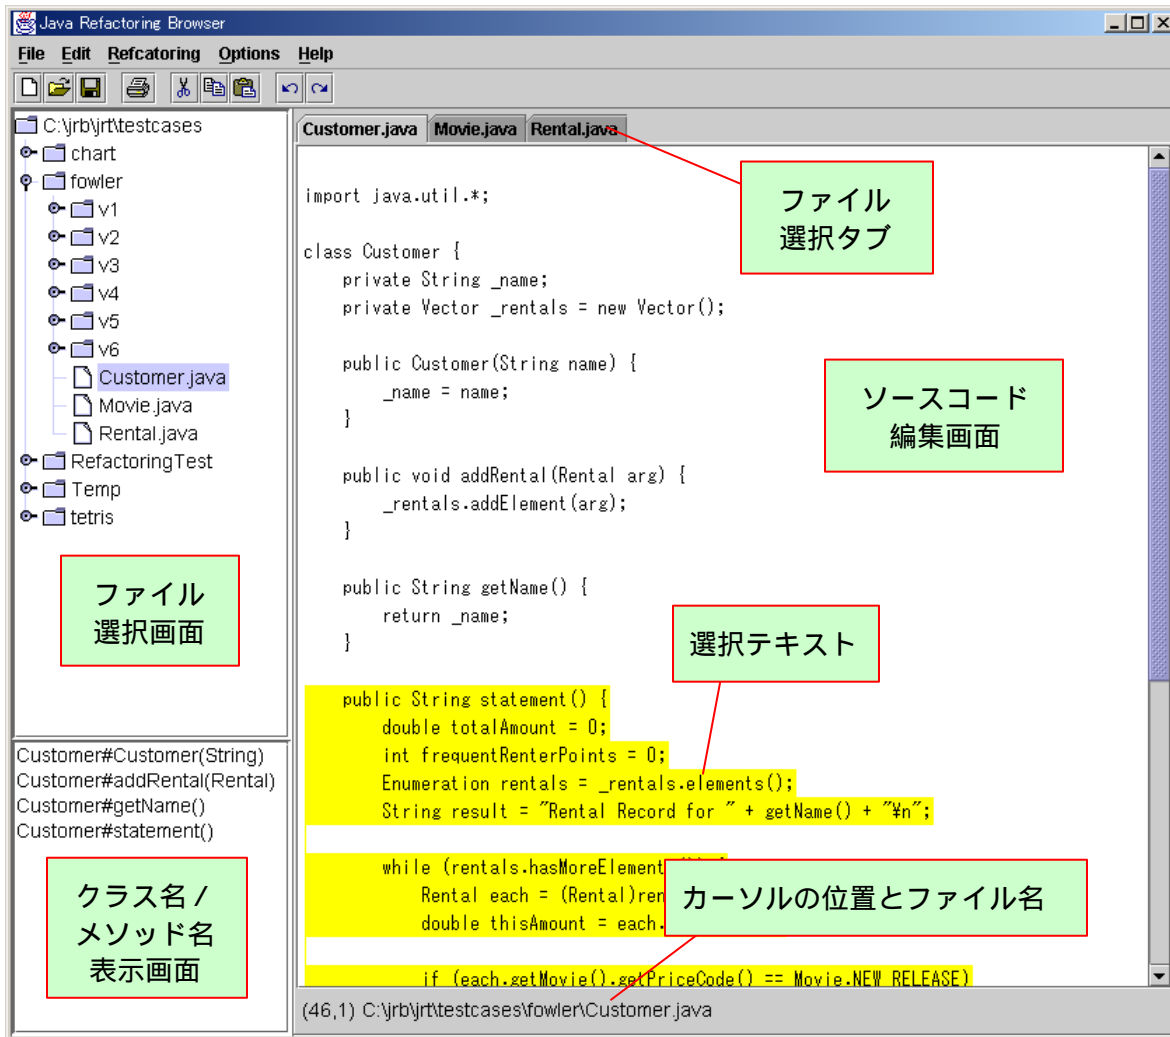 Java Refactoring Browser
File Edit Refcatoring Options Help
C:\jrb\jrt\testcases
chart
fowler
v1
v2
v3
v4
v5
v6
Customer.java
Movie.java
Rental.java
RefactoringTest
Temp
tetris
ファイル
選択画面
Customer#Customer(String)
Customer#addRental(Rental)
Customer#getName()
Customer#statement()
クラス名/
メソッド名
表示画面
Customer.java Movie.java Rental.java
ファイル
選択タブ
import java.util.*;
class Customer {
private String _name;
private Vector _rentals = new Vector();
public Customer(String name) {
_name = name;
}
ソースコード
編集画面
public void addRental(Rental arg) {
_rentals.addElement(arg);
}
public String getName() {
return _name;
}
選択テキスト
public String statement() {
double totalAmount = 0;
int frequentRenterPoints = 0;
Enumeration rentals = _rentals.elements();
String result = "Rental Record for " + getName() + "¥n";
while (rentals.hasMoreElement
Rental each = (Rental)ren
double thisAmount = each.
カーソルの位置とファイル名
if (each.getMovie().getPriceCode() == Movie.NEW_RELEASE)
(46,1) C:\jrb\jrt\testcases\fowler\Customer.java